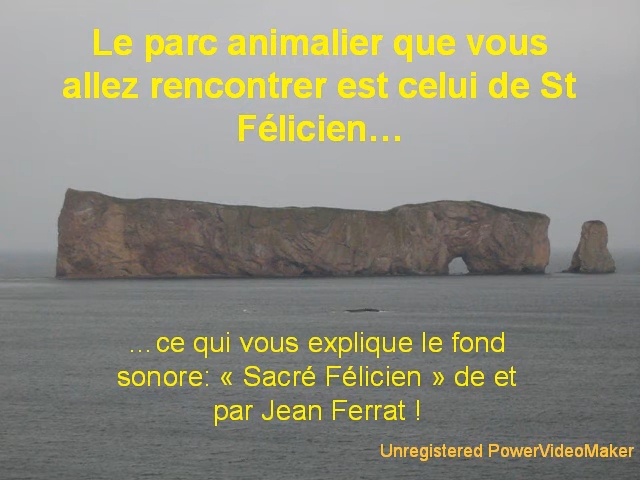 Le parc animalier que vous
allez rencontrer est celui de St
Félicien…
…ce qui vous explique le fond
sonore: « Sacré Félicien » de et
par Jean Ferrat !
Unregistered PowerVideoMaker